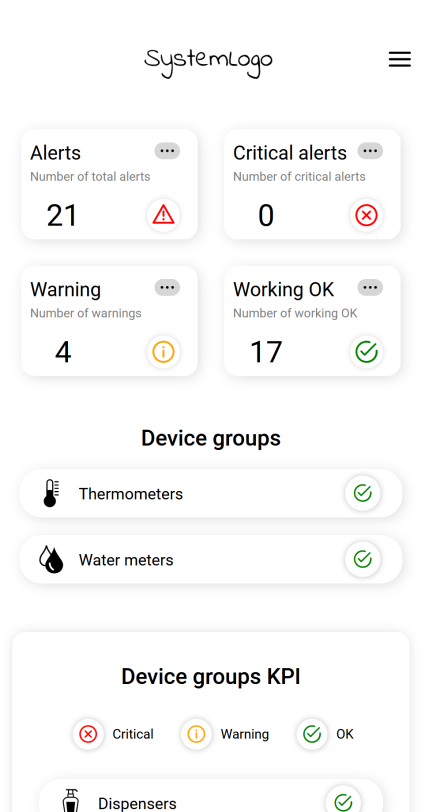 SystemLogo
Alerts
Number of total alerts
21
Critical alerts
Number of critical alerts
0
Warning
Number of warnings
4
Working OK
Number of working OK
17
Device groups
Thermometers
Water meters
Device groups KPI
Critical Warning OK
Dispensers